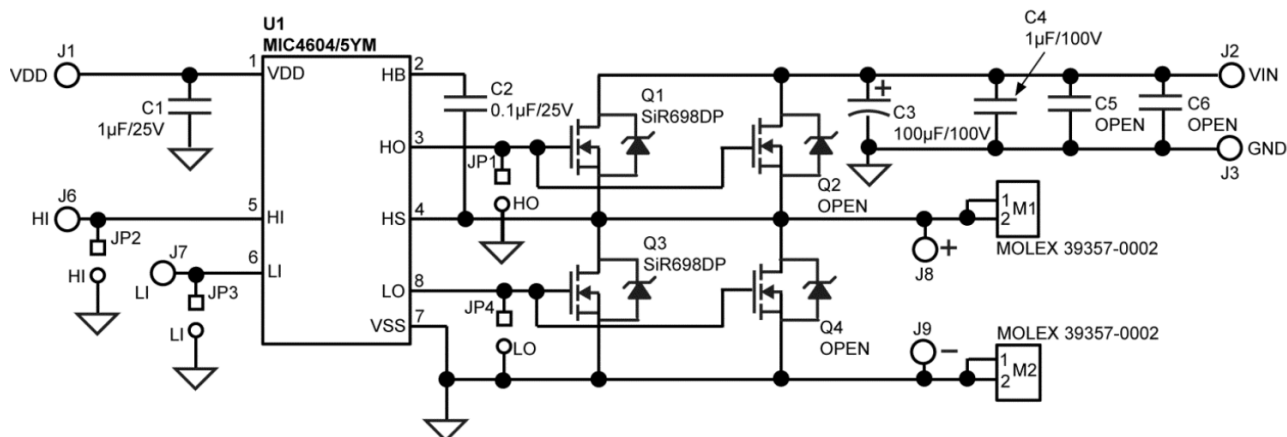 U1
MIC4604/5YM
J1
VDD
1
VDD
HB
2
C1
1µF/25V
C2
0.1µF/25V
Q1
SiR698DP
C4
1µF/100V
J2
VIN
C3
100µF/100V
C5
OPEN
C6
OPEN
HO
3
JP1
HO
Q2
OPEN
GND
J3
J6
HI
5
HI
HS
4
JP2
HI
J7
LI
6
LI
JP3
LI
1
2
M1
MOLEX 39357-0002
+
J8
Q3
SiR698DP
LO
8
JP4
LO
VSS
7
Q4
OPEN
J9
−
MOLEX 39357-0002
1
2
M2
+